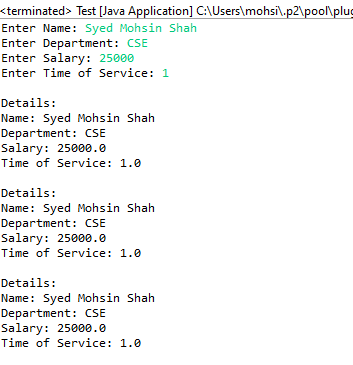 <terminated> Test [Java Application] C:\Users\mohsi\.p2\pool\plug
Enter Name: Syed Mohsin Shah
Enter Department: CSE
Enter Salary: 25000
Enter Time of Service: 1
Details:
Name: Syed Mohsin Shah
Department: CSE
Salary: 25000.0
Time of Service: 1.0
Details:
Name: Syed Mohsin Shah
Department: CSE
Salary: 25000.0
Time of Service: 1.0
Details:
Name: Syed Mohsin Shah
Department: CSE
Salary: 25000.0
Time of Service: 1.0